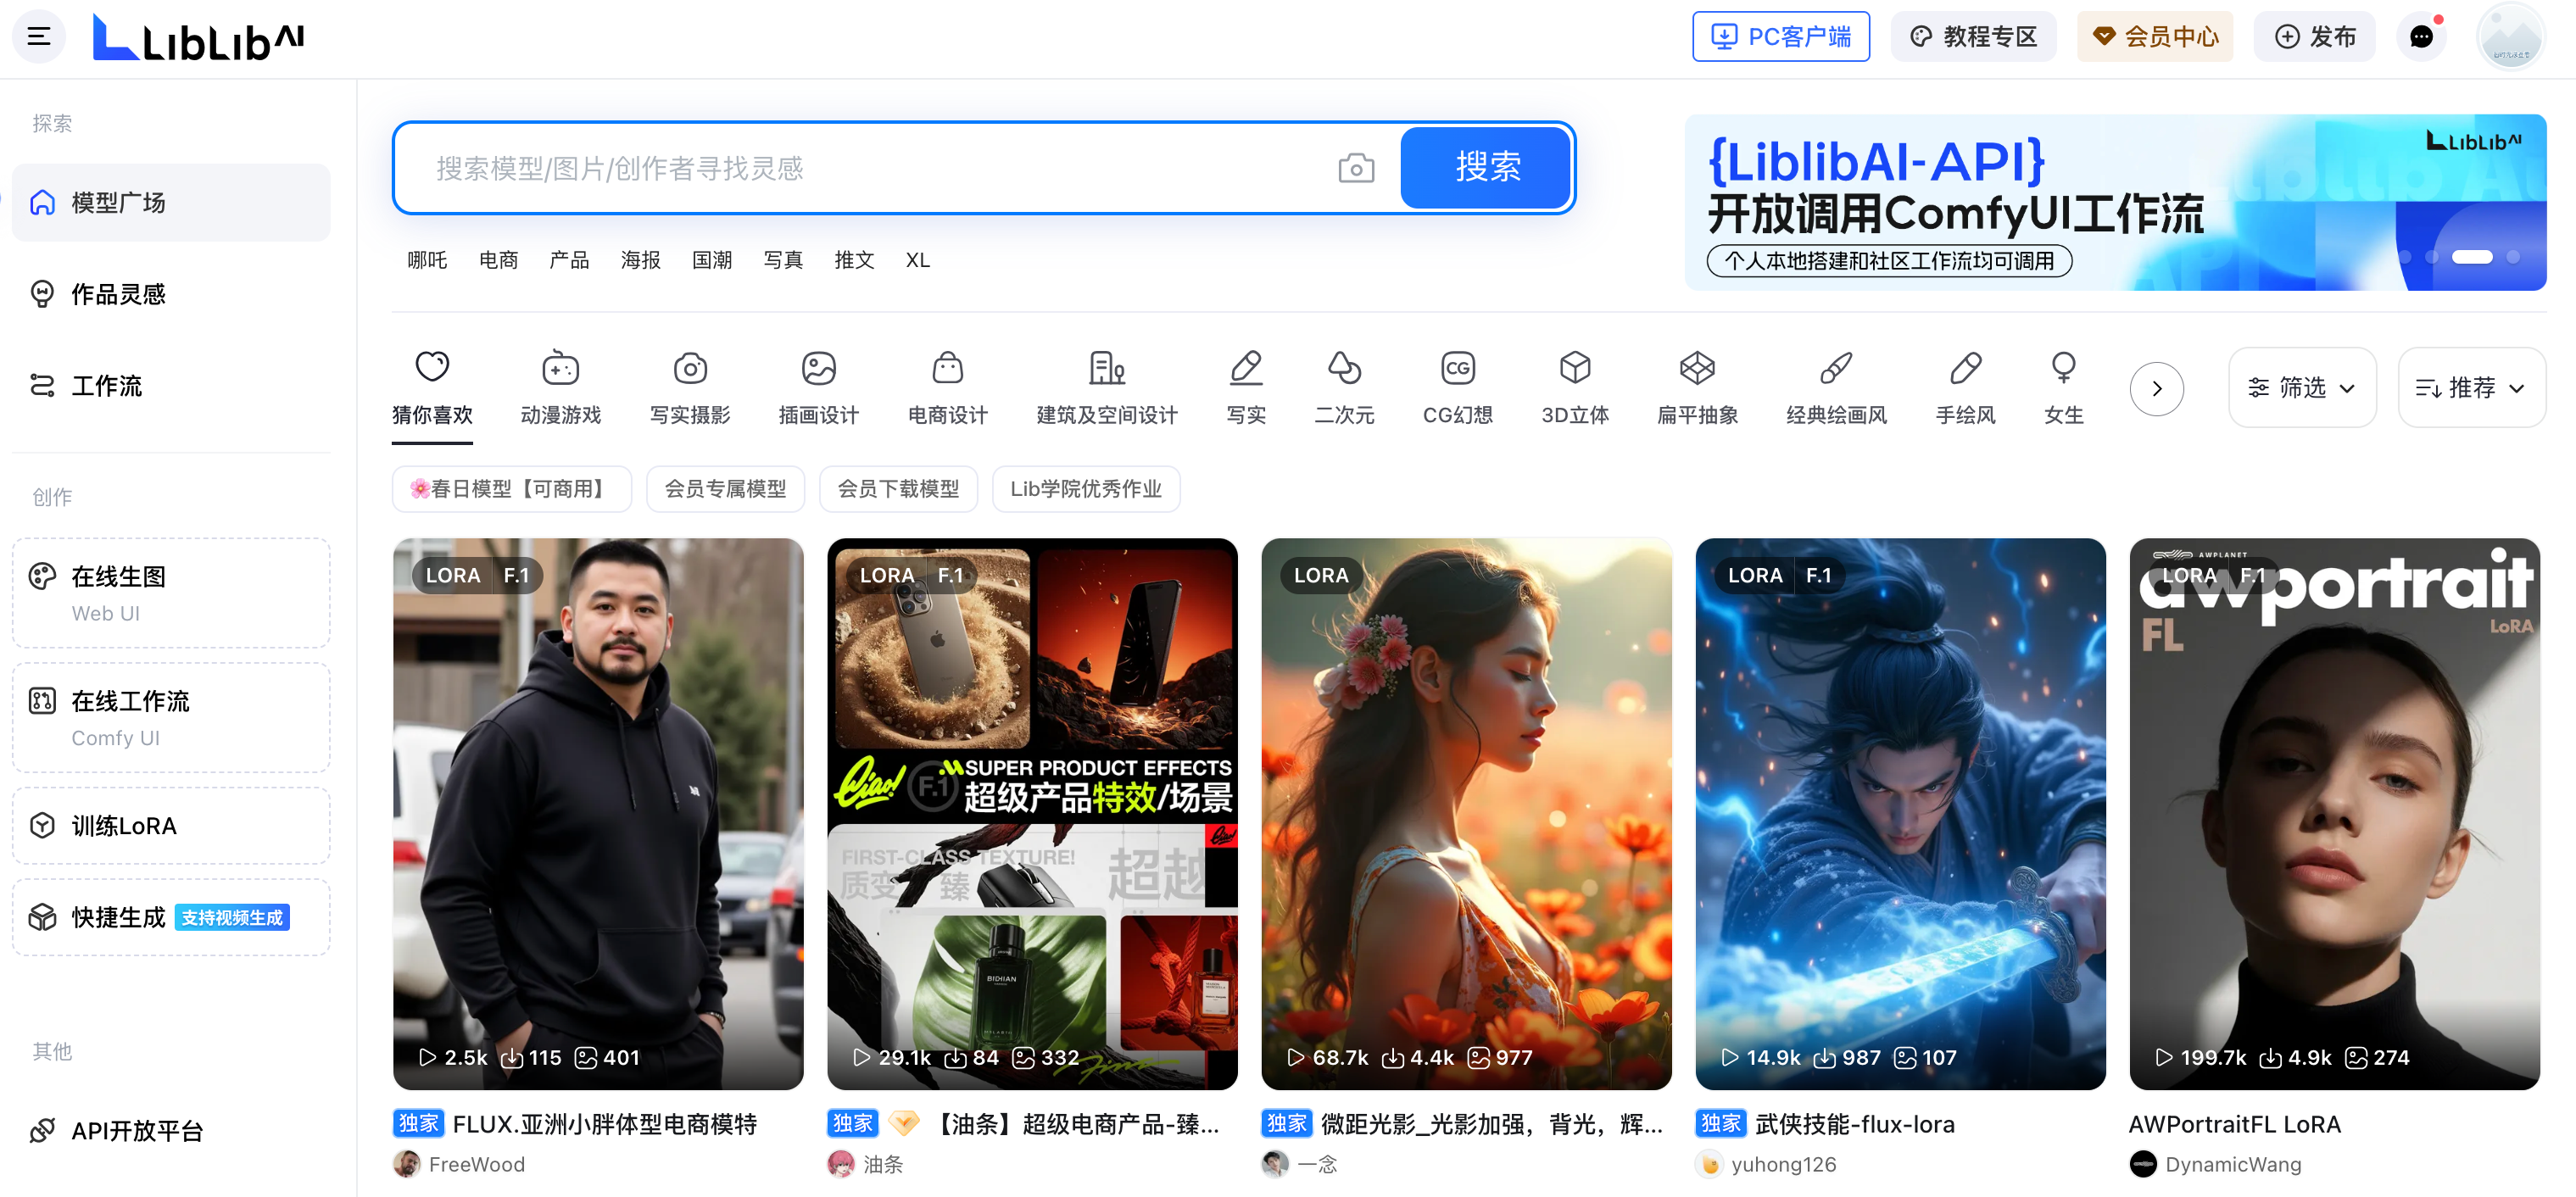 LIBLIBAI
PC客户端
教程专区
会员中心
发布
探索
模型广场
作品灵感
工作流
创作
在线生图
Web UI
在线工作流
Comfy UI
训练LoRA
快捷生成 支持视频生成
其他
API开放平台
搜索模型/图片/创作者寻找灵感
搜索
哪吒 电商 产品 海报 国潮 写真 推文 XL
LIBLIBAI
{LiblibAI-API}
开放调用ComfyUI工作流
个人本地搭建和社区工作流均可调用
猜你喜欢 动漫游戏 写实摄影 插画设计 电商设计 建筑及空间设计 写实 二次元 CG幻想 3D立体 扁平抽象 经典绘画风 手绘风 女生
CG
筛选
推荐
🌸春日模型【可商用】 会员专属模型 会员下载模型 Lib学院优秀作业
LORA F.1
2.5k 115 401
独家 FLUX.亚洲小胖体型电商模特
FreeWood
LORA F.1
F.1
SUPER PRODUCT EFFECTS
超级产品特效/场景
FIRST-CLASS TEXTURE!
质变 臻
超越
BIDHIAN
29.1k 84 332
独家 【油条】超级电商产品-臻...
油条
LORA
68.7k 4.4k 977
独家 微距光影_光影加强，背光，辉...
一念
LORA F.1
14.9k 987 107
独家 武侠技能-flux-lora
yuhong126
AWPLANET
LORA F.1
awportrait
FL
LoRA
199.7k 4.9k 274
AWPortraitFL LoRA
DynamicWang